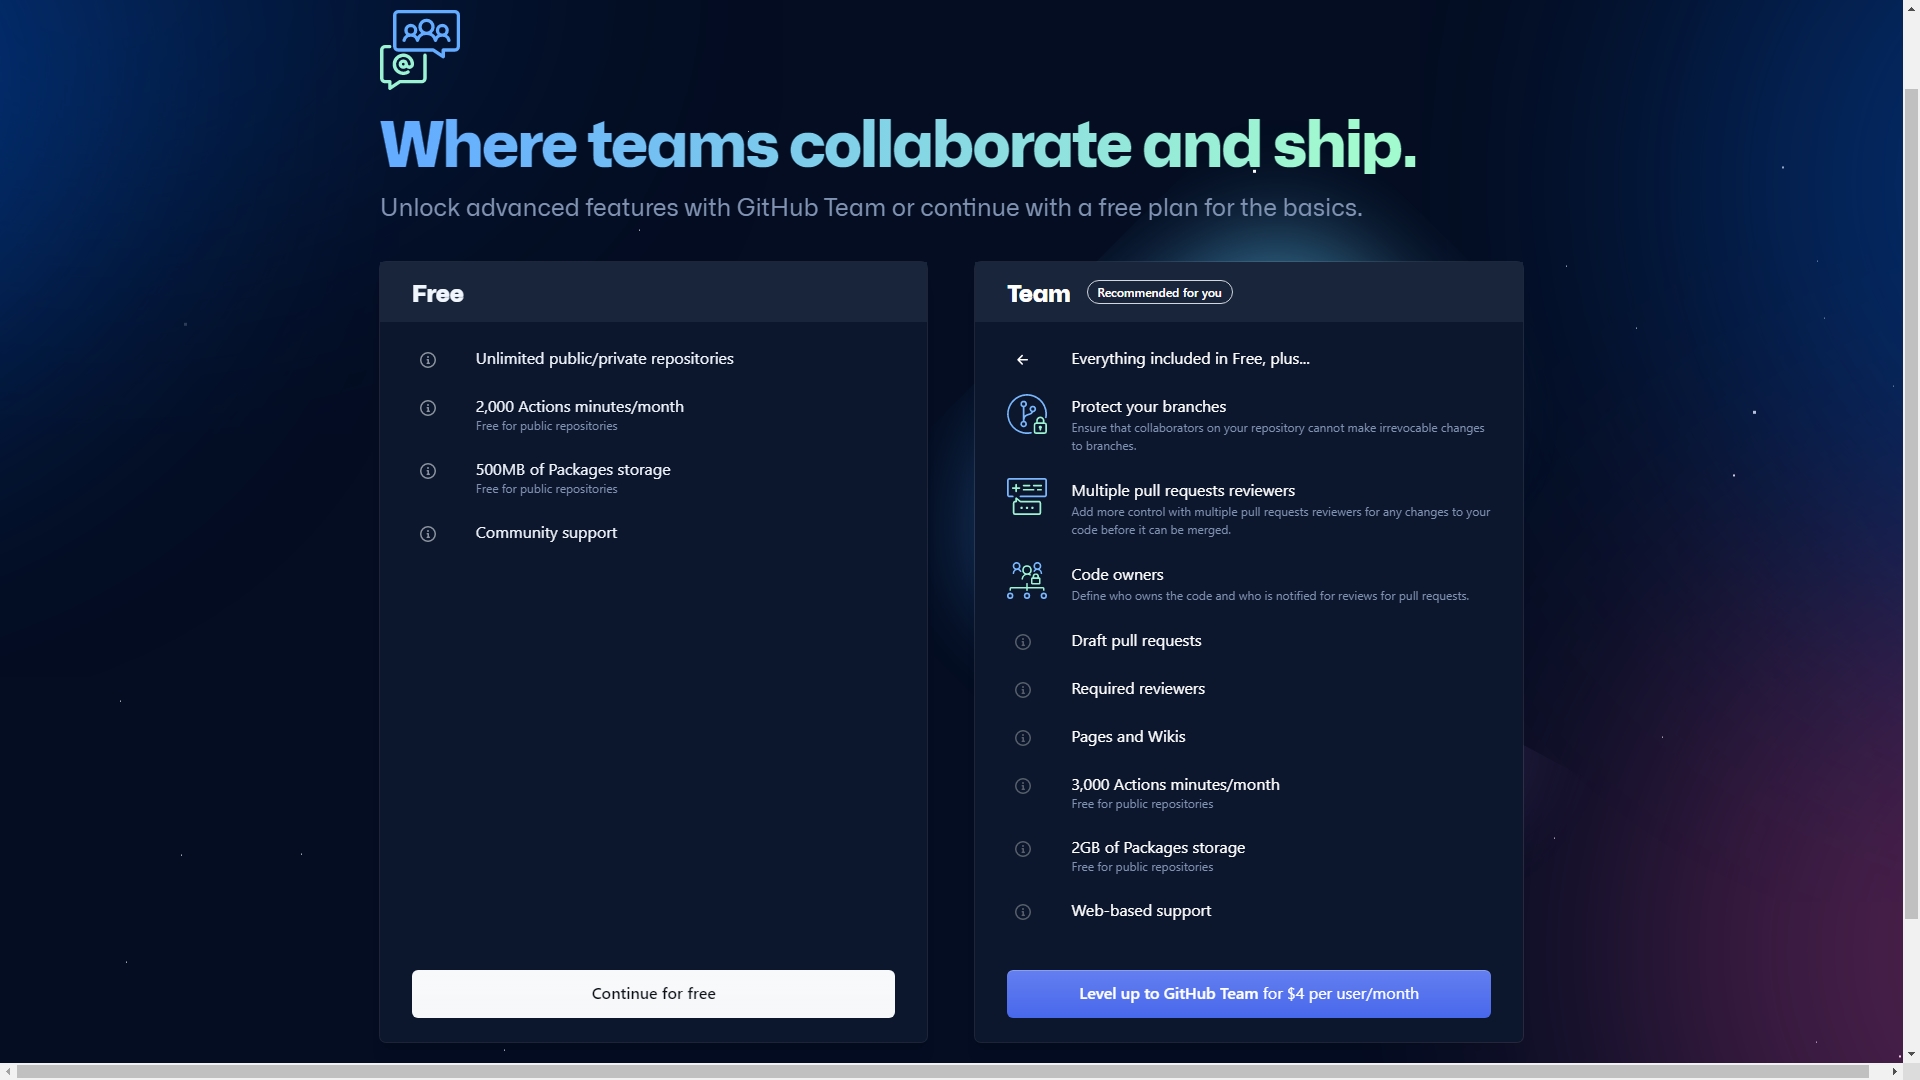 Where teams collaborate and ship.
Unlock advanced features with GitHub Team or continue with a free plan for the basics.
Free
Unlimited public/private repositories
2,000 Actions minutes/month
Free for public repositories
500MB of Packages storage
Free for public repositories
Community support
Continue for free
Team
Recommended for you
Everything included in Free, plus...
Protect your branches
Ensure that collaborators on your repository cannot make irrevocable changes
to branches.
Multiple pull requests reviewers
Add more control with multiple pull requests reviewers for any changes to your
code before it can be merged.
Code owners
Define who owns the code and who is notified for reviews for pull requests.
Draft pull requests
Required reviewers
Pages and Wikis
3,000 Actions minutes/month
Free for public repositories
2GB of Packages storage
Free for public repositories
Web-based support
Level up to GitHub Team for $4 per user/month